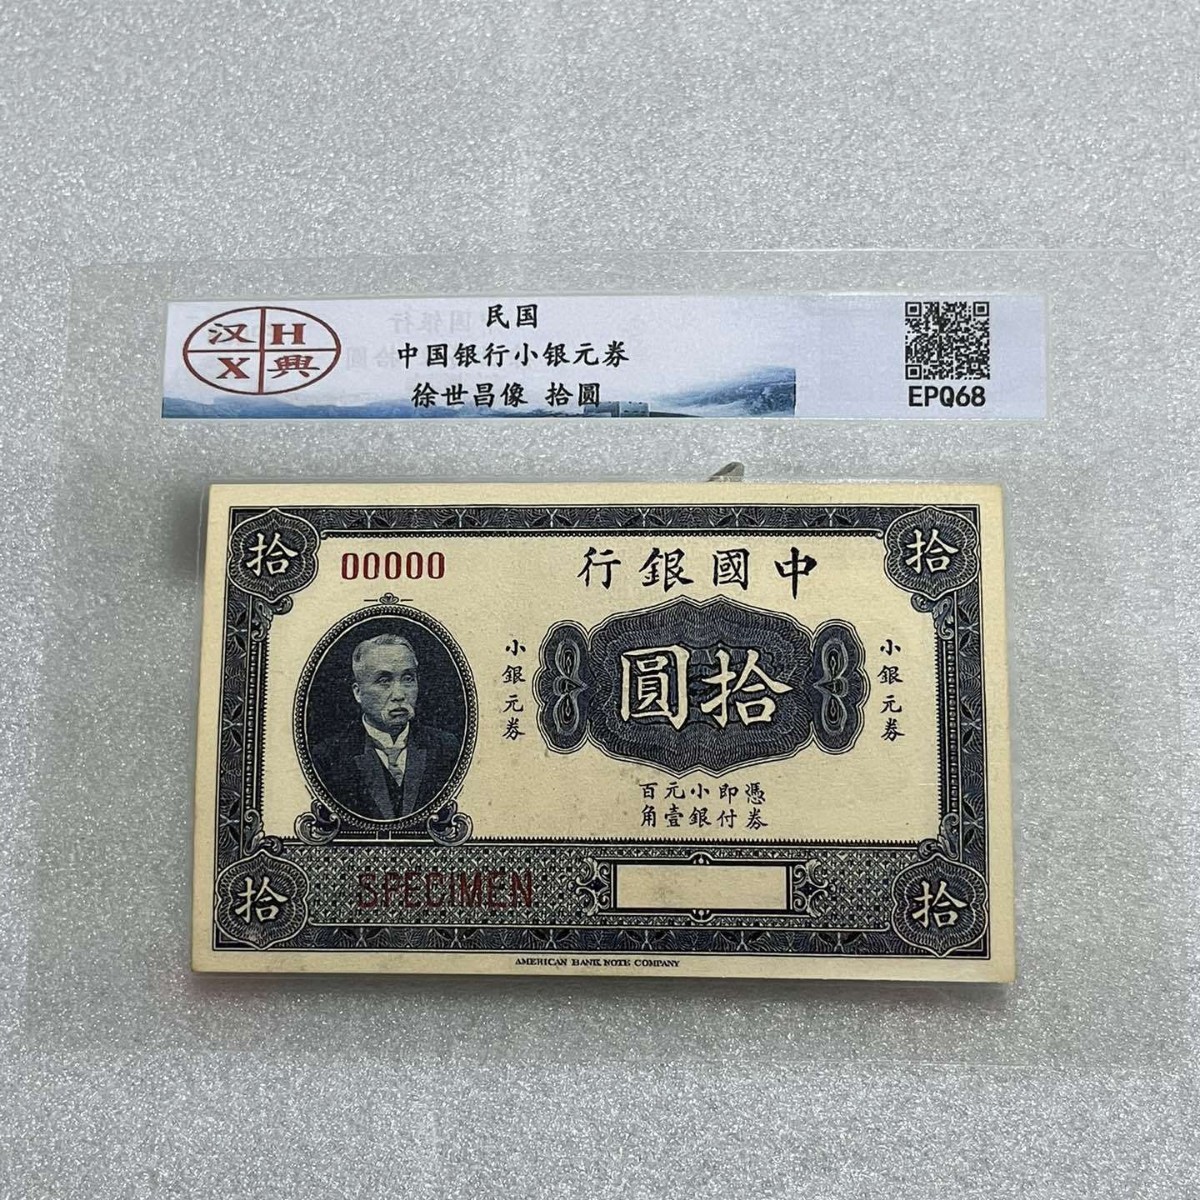 汉 H
X 興
民国
中国银行小银元券
徐世昌像 拾圆
EPQ68
拾
00000
行銀國中
拾
小銀元券
圓拾
小銀元券
百元小即憑
角壹銀付券
拾
SPECIMEN
拾
AMERICAN BANK NOTE COMPANY